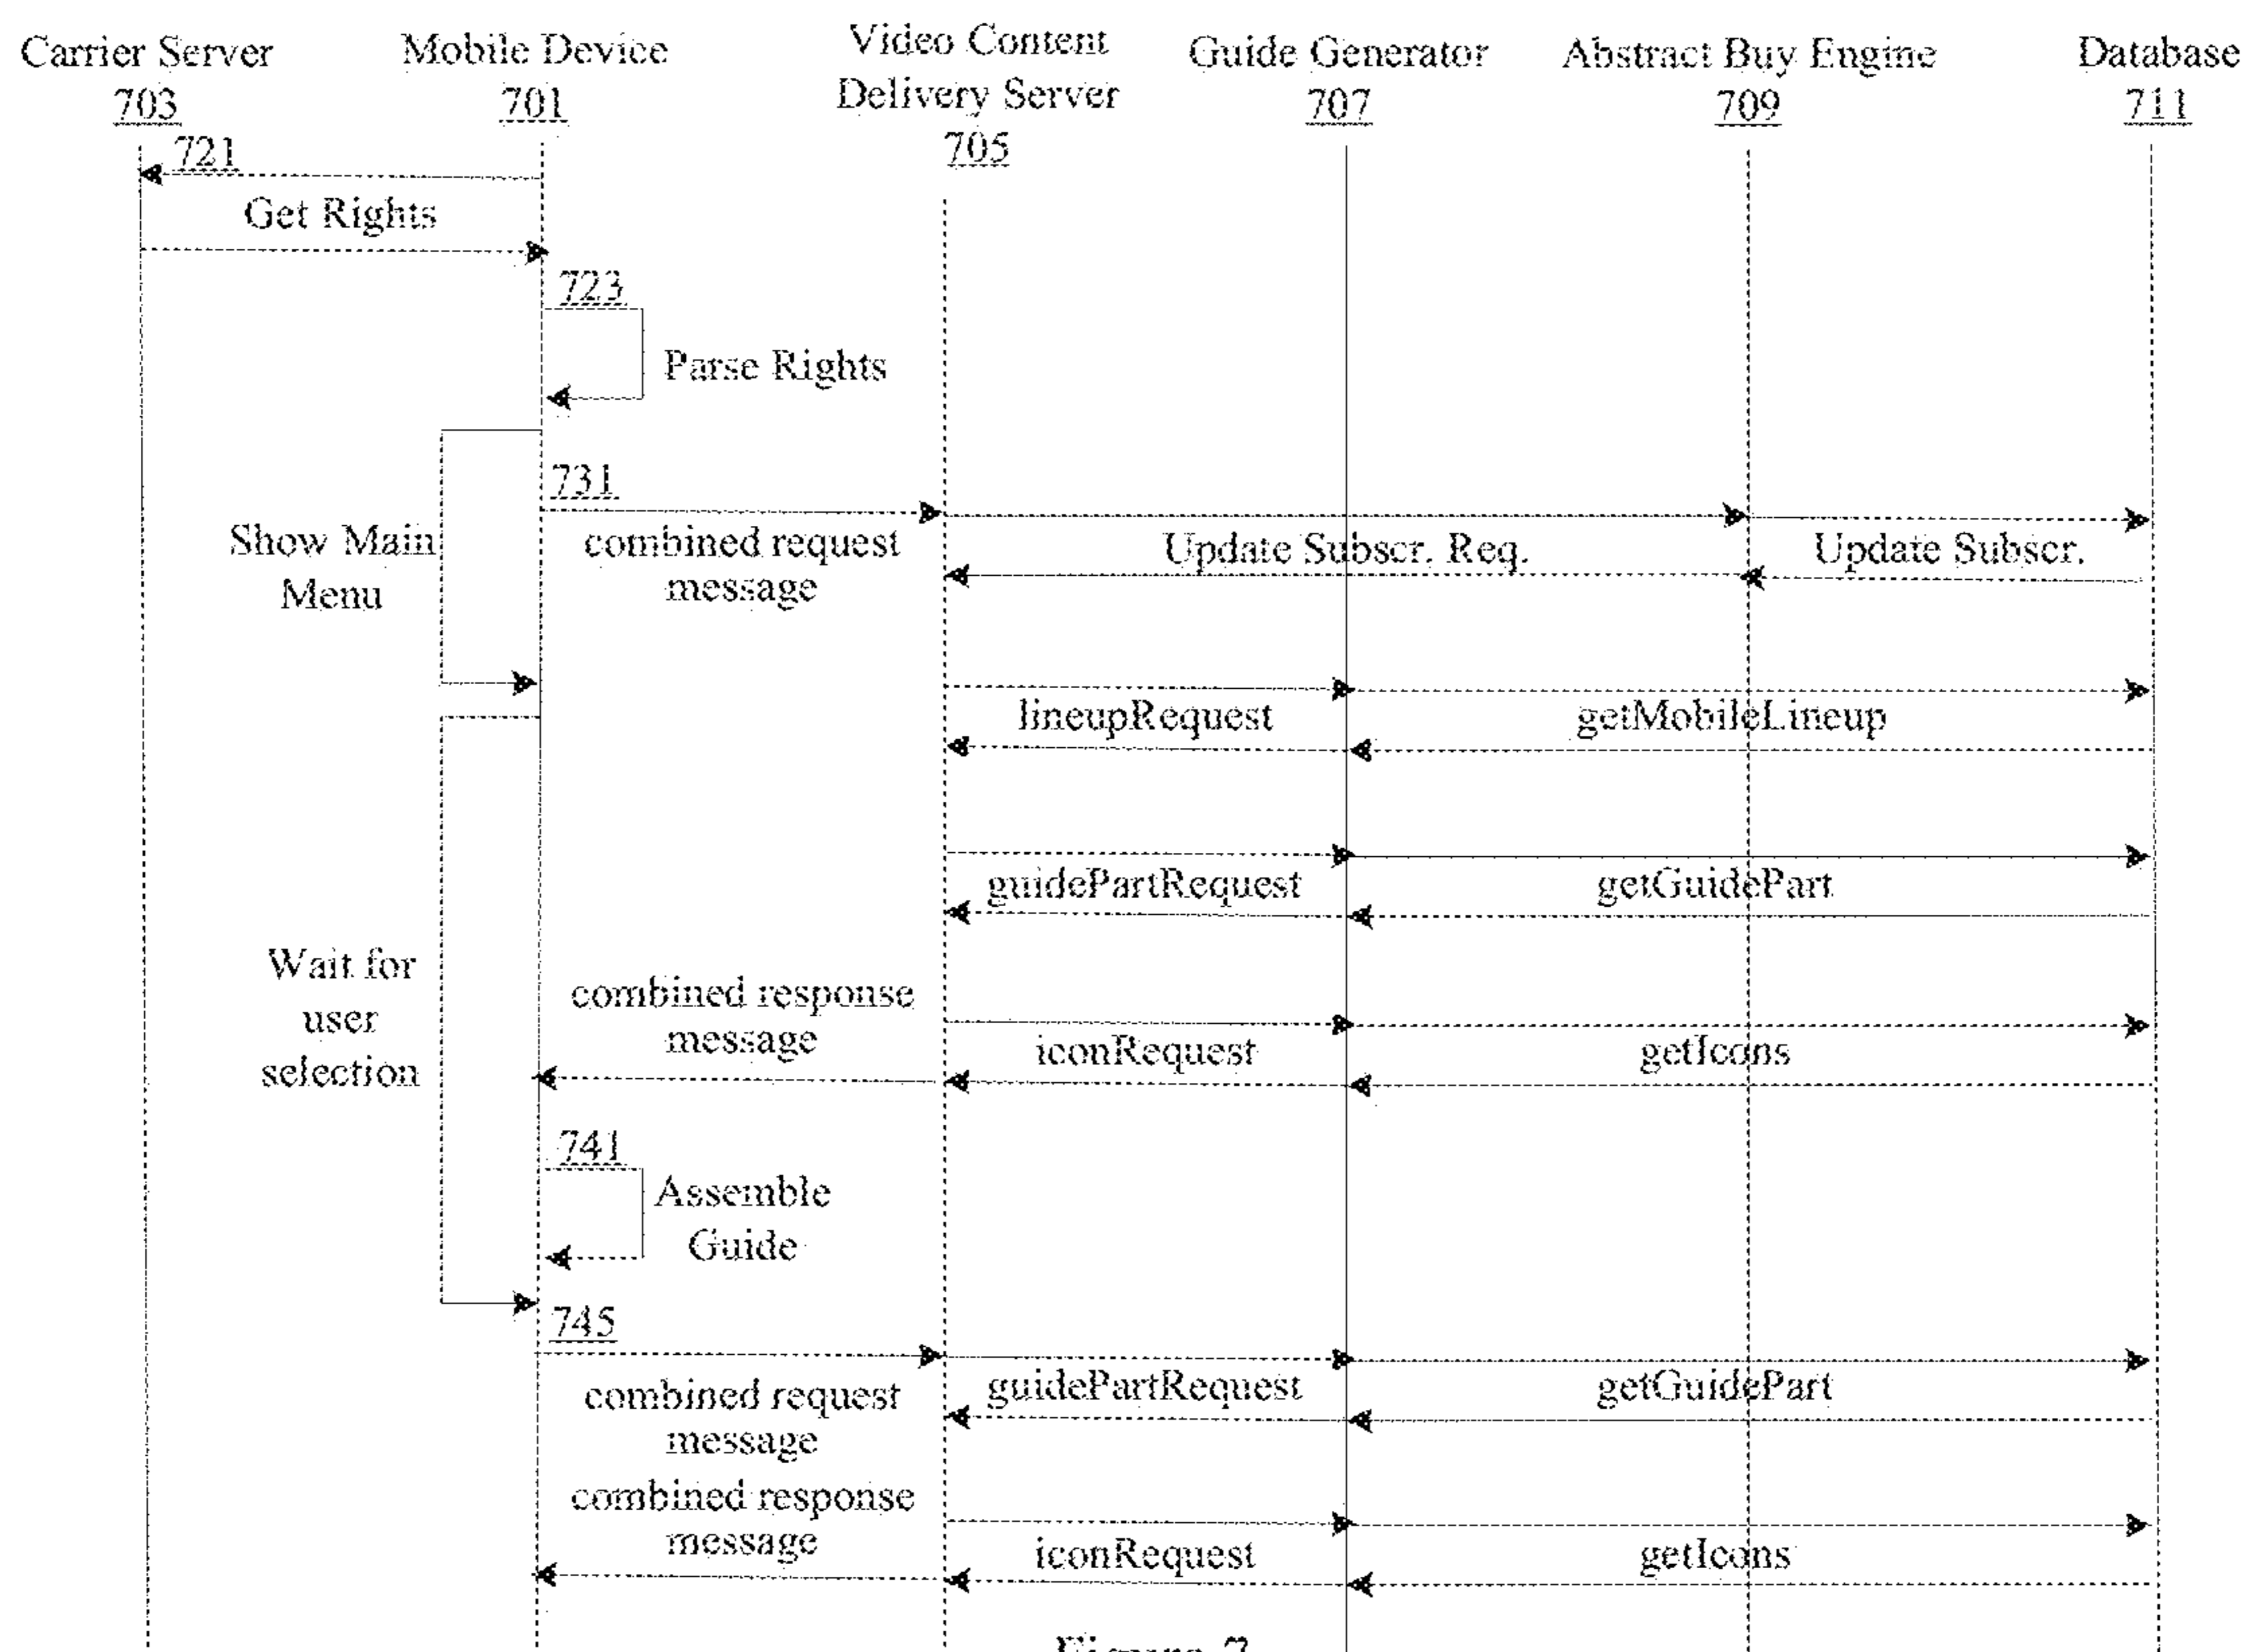 Carrier Server
703
Mobile Device
701
Video Content
Delivery Server
705
Guide Generator
707
Abstract Buy Engine
709
Database
711
721
Get Rights
723
Parse Rights
731
Show Main
Menu
combined request
message
Update Subscr. Req.
Update Subscr.
lineupRequest
getMobileLineup
guidePartRequest
getGuidePart
Wait for
user
selection
combined response
message
iconRequest
getIcons
741
Assemble
Guide
745
combined request
message
guidePartRequest
getGuidePart
combined response
message
iconRequest
getIcons
Figure 7